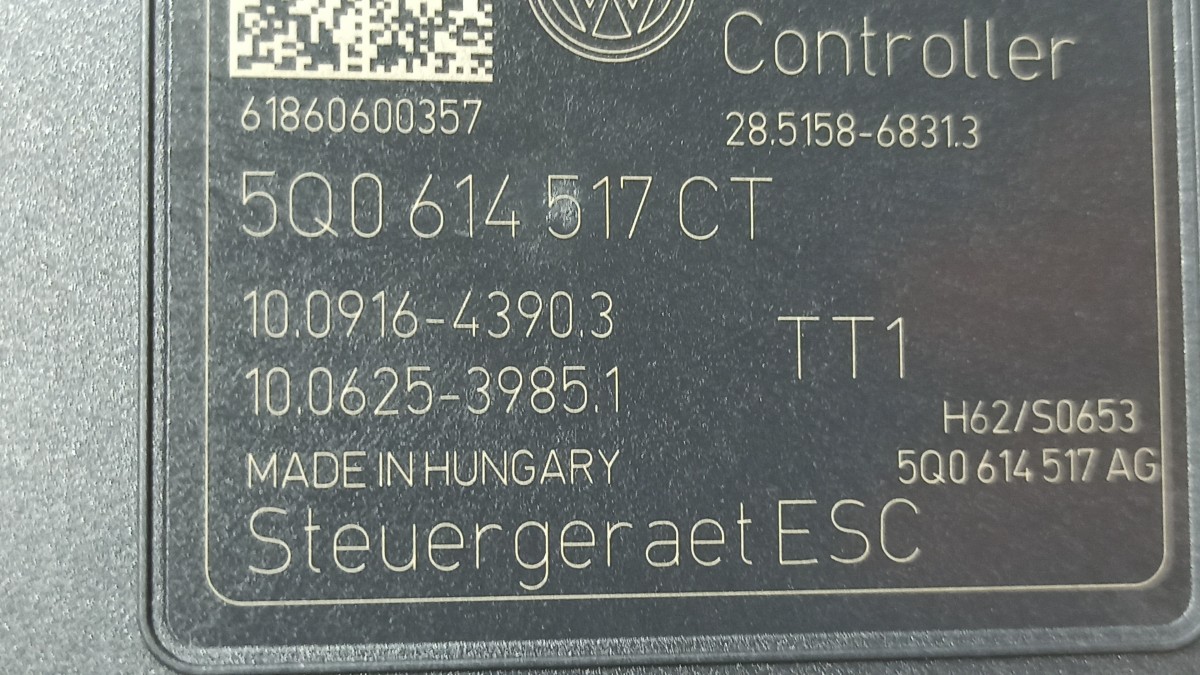 Controller
61860600357
28.5158-6831.3
5Q0 614 517 CT
10.0916-4390.3
10.0625-3985.1
TT1
H62/S0653
MADE IN HUNGARY
5Q0 614 517 AG
Steuergeraet ESC